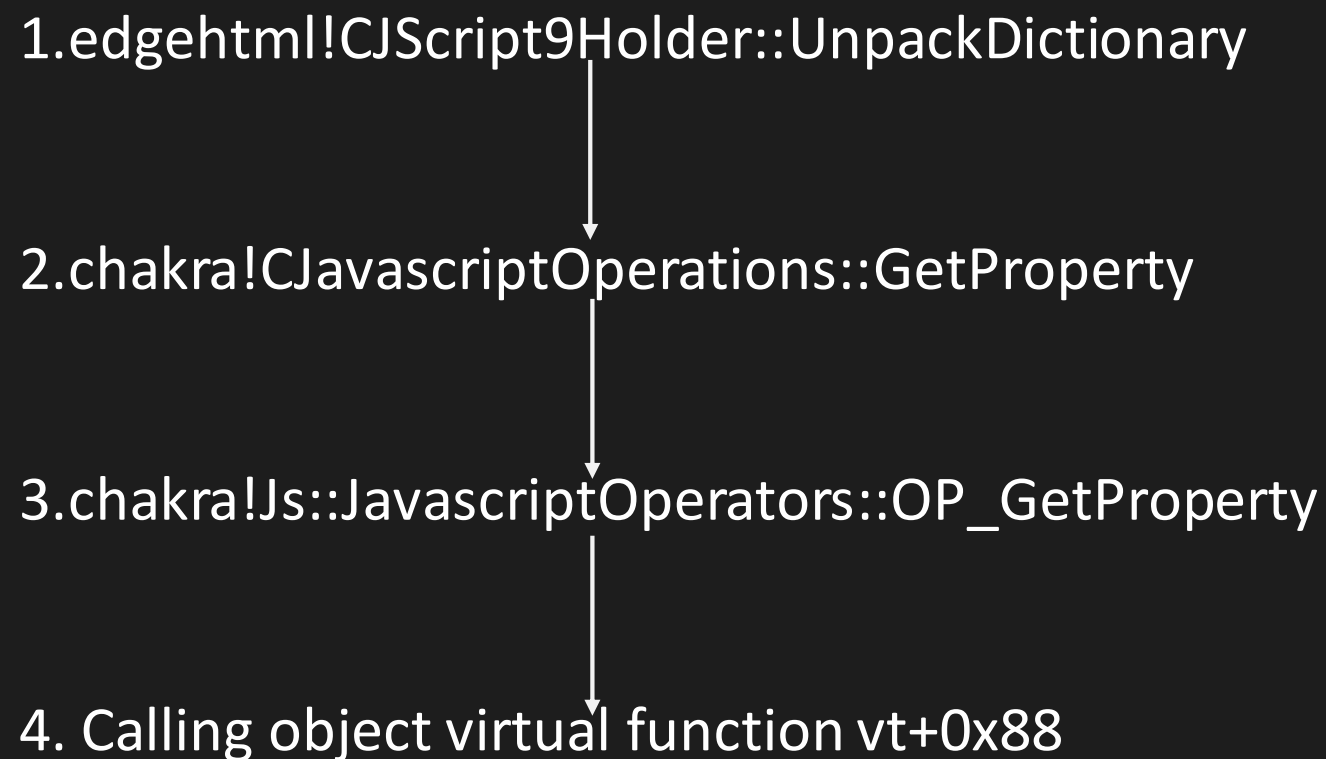 1.edgehtml!CJScript9Holder::UnpackDictionary
2.chakra!CJavascriptOperations::GetProperty
3.chakra!Js::JavascriptOperators::OP_GetProperty
4. Calling object virtual function vt+0x88